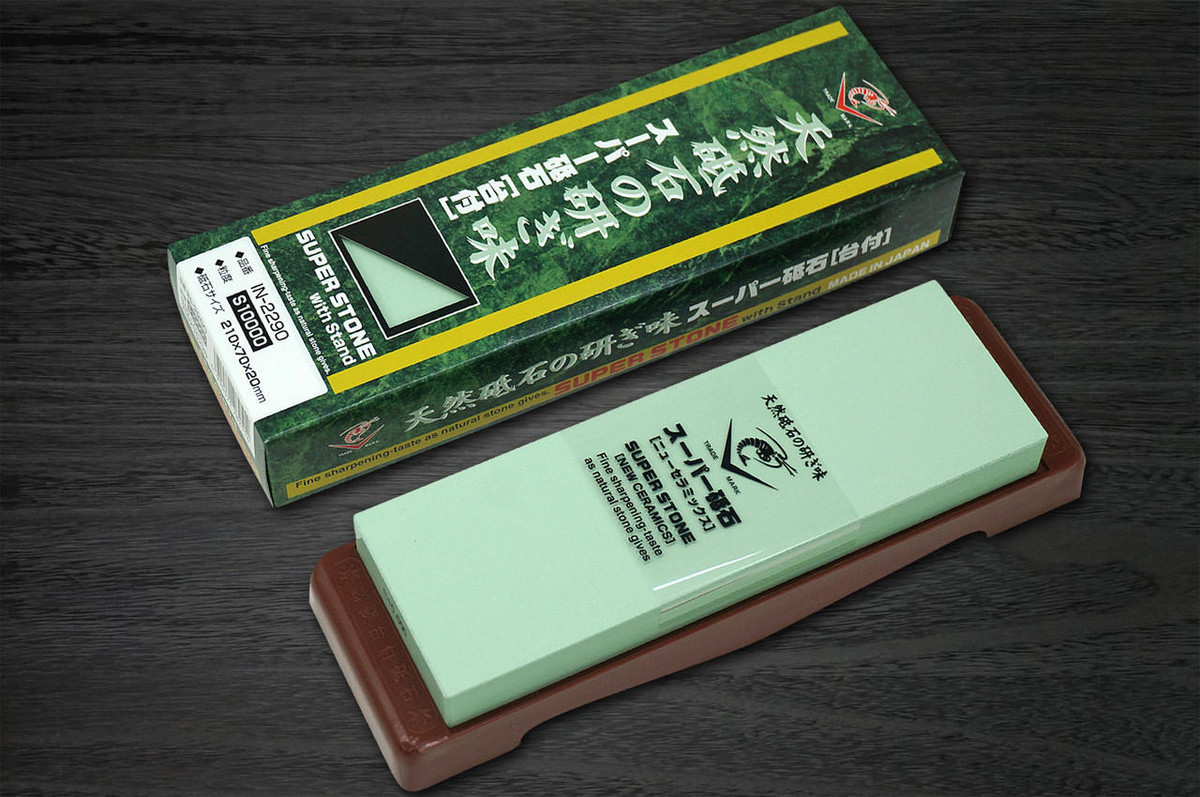 天然砥石の研ぎ味
スーパー砥石[台付]
TRADE MARK
SUPER STONE
with Stand
Fine sharpening-taste as natural stone gives.
◆品番 IN-2290
◆粒度 S10000
◆砥石サイズ 210×70×20mm
天然砥石の研ぎ味 スーパー砥石[台付]
Fine sharpening-taste as natural stone gives. SUPER STONE with Stand MADE IN JAPAN
天然砥石の研ぎ味
TRADE MARK
スーパー砥石
[ニューセラミックス]
SUPER STONE
[NEW CERAMICS]
Fine sharpening-taste
as natural stone gives